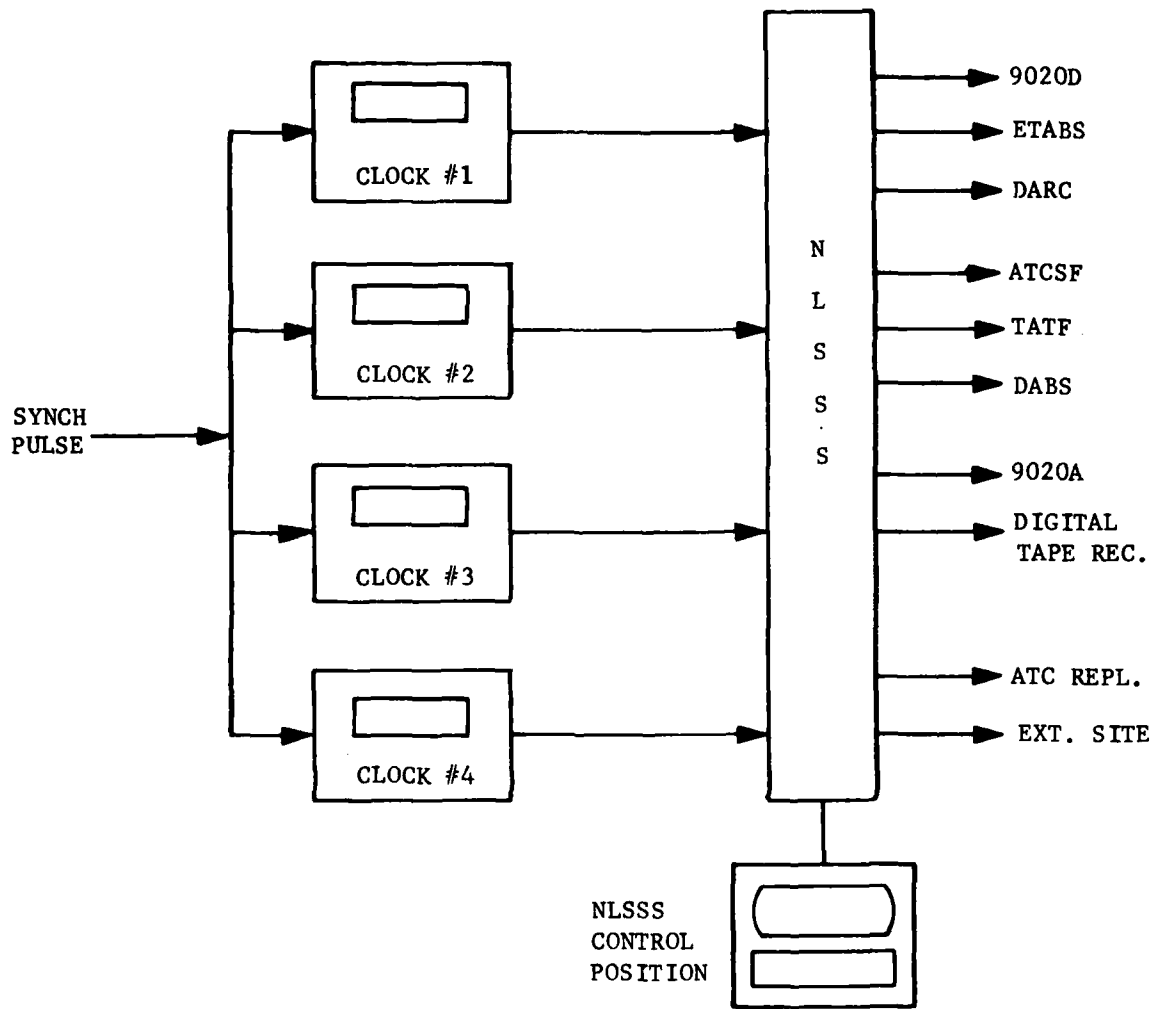 SYNCH
PULSE
CLOCK #1
CLOCK #2
CLOCK #3
CLOCK #4
N
L
S
S
S
9020D
ETABS
DARC
ATCSF
TATF
DABS
9020A
DIGITAL
TAPE REC.
ATC REPL.
EXT. SITE
NLSSS
CONTROL
POSITION